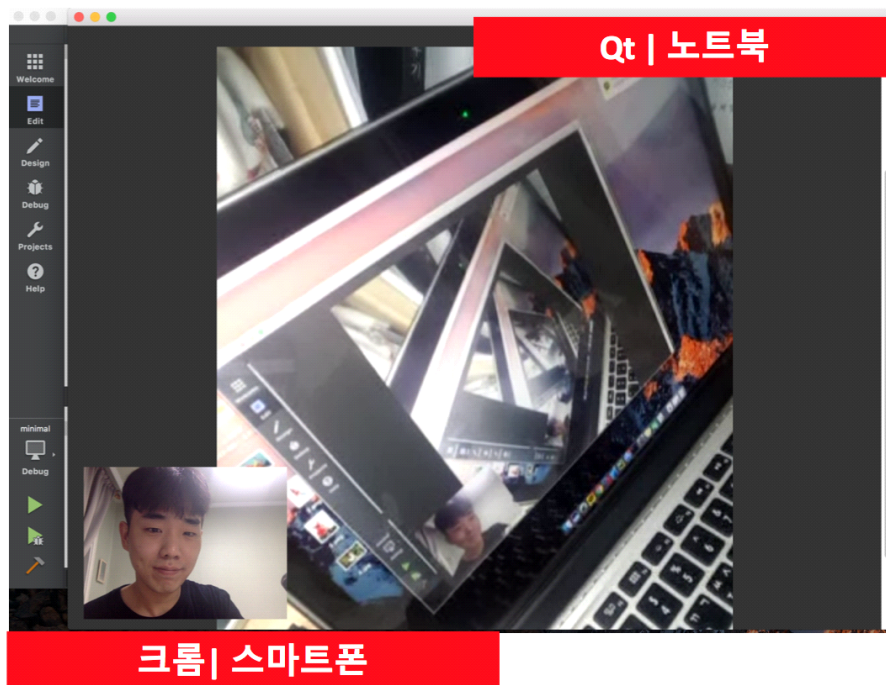 Qt | 노트북
Welcome
Edit
Design
Debug
Projects
Help
minimal
Debug
크롬| 스마트폰